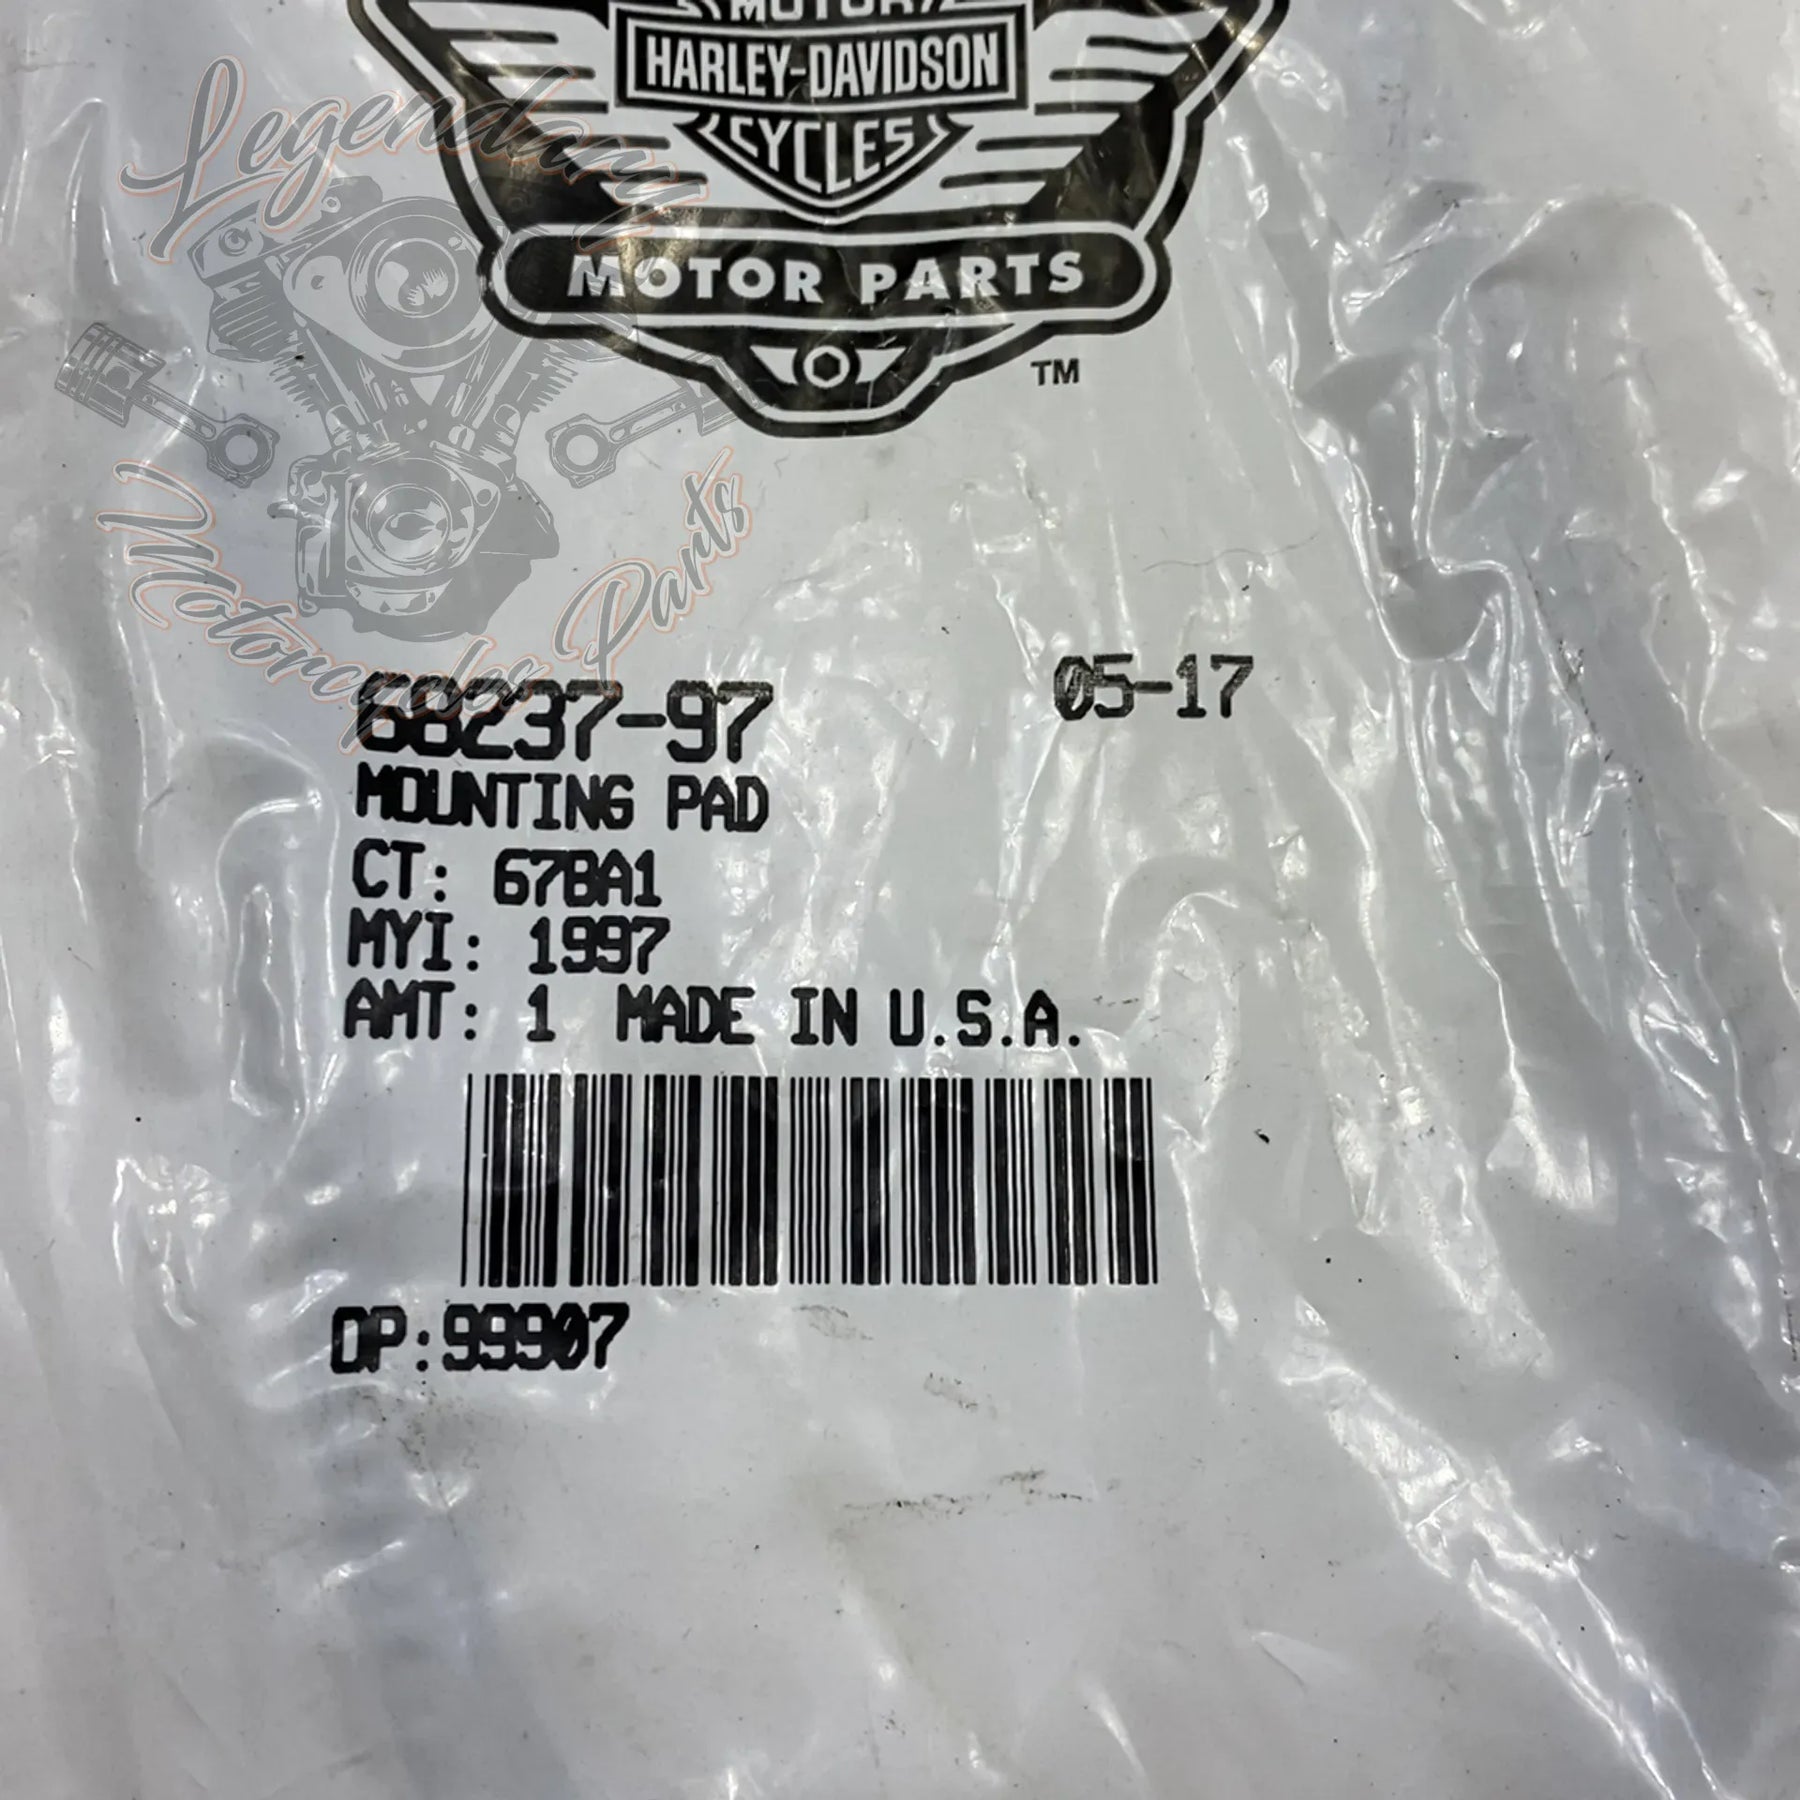 MOTOR
HARLEY-DAVIDSON
CYCLES
MOTOR PARTS
TM
Legendary
Motorcycles Parts
68237-97
05-17
MOUNTING PAD
CT: 678A1
MYI: 1997
AMT: 1 MADE IN U.S.A.
OP:99907